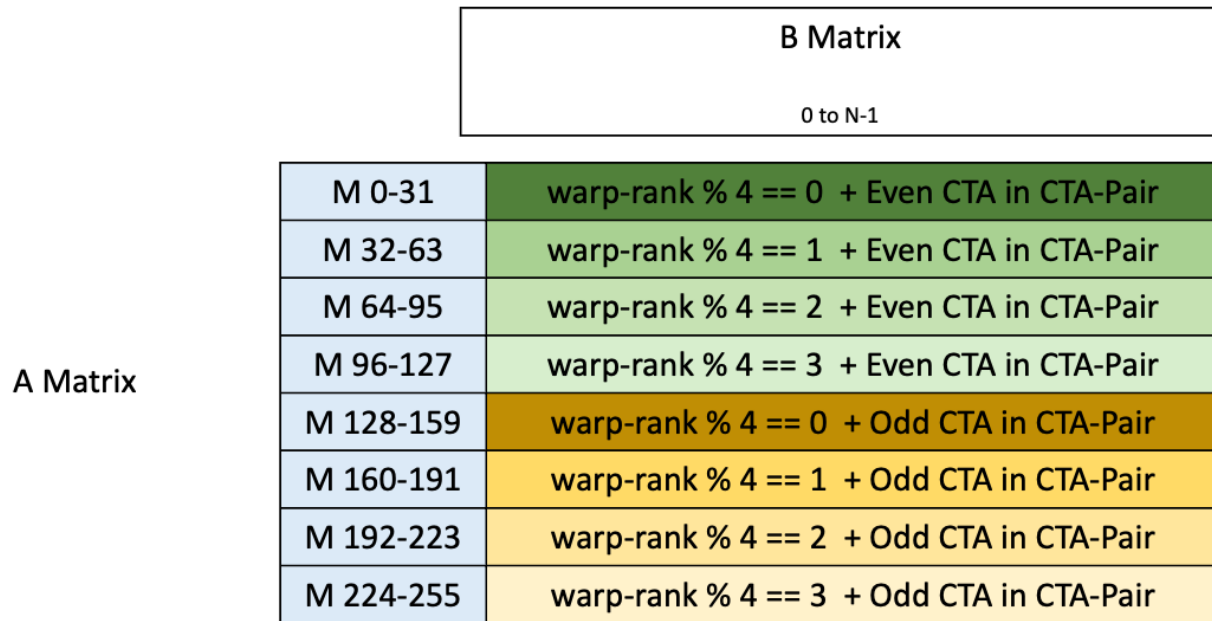 B Matrix
0 to N-1
M 0-31 warp-rank % 4 == 0 + Even CTA in CTA-Pair
M 32-63 warp-rank % 4 == 1 + Even CTA in CTA-Pair
M 64-95 warp-rank % 4 == 2 + Even CTA in CTA-Pair
M 96-127 warp-rank % 4 == 3 + Even CTA in CTA-Pair
A Matrix
M 128-159 warp-rank % 4 == 0 + Odd CTA in CTA-Pair
M 160-191 warp-rank % 4 == 1 + Odd CTA in CTA-Pair
M 192-223 warp-rank % 4 == 2 + Odd CTA in CTA-Pair
M 224-255 warp-rank % 4 == 3 + Odd CTA in CTA-Pair